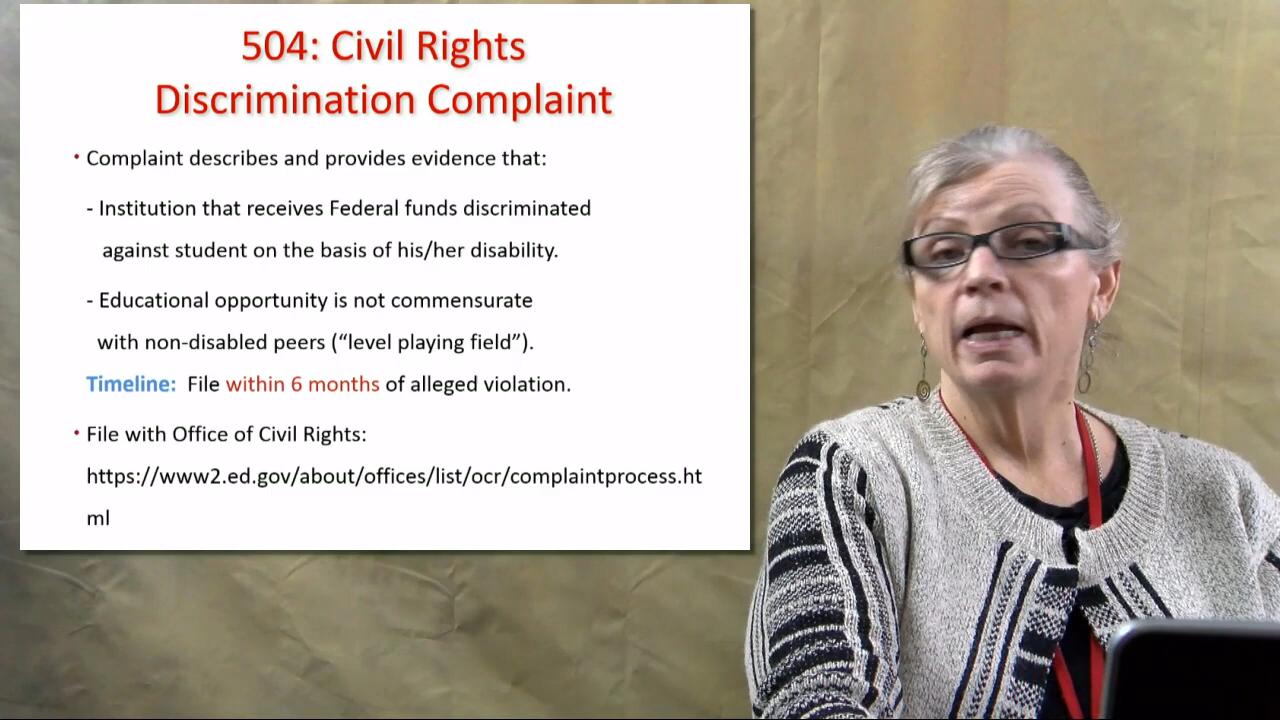 504: Civil Rights
Discrimination Complaint
• Complaint describes and provides evidence that:
- Institution that receives Federal funds discriminated
against student on the basis of his/her disability.
- Educational opportunity is not commensurate
with non-disabled peers (“level playing field”).
Timeline: File within 6 months of alleged violation.
• File with Office of Civil Rights:
https://www2.ed.gov/about/offices/list/ocr/complaintprocess.ht
ml